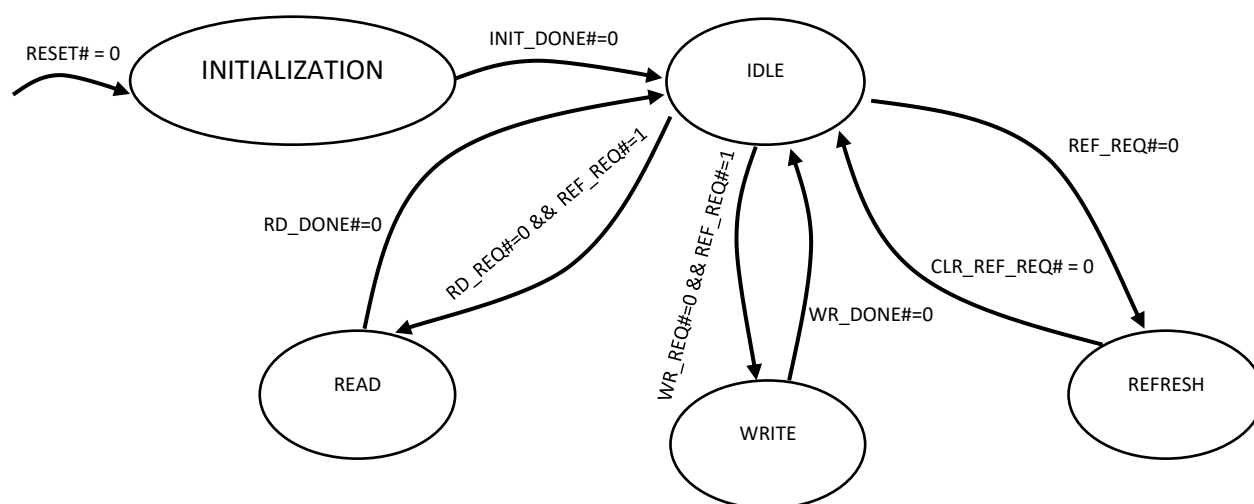 RESET# = 0
INITIALIZATION
INIT_DONE#=0
IDLE
REF_REQ#=0
RD_DONE#=0
RD_REQ#=0 && REF_REQ#=1
WR_REQ#=0 && REF_REQ#=1
CLR_REF_REQ# = 0
WR_DONE#=0
READ
WRITE
REFRESH